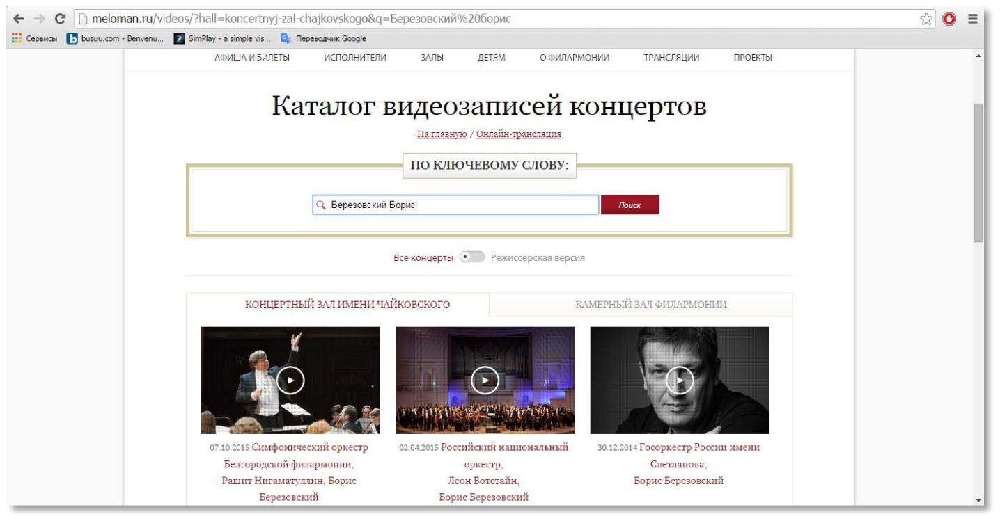 meloman.ru/videos/?hall=koncertnyj-zal-chajkovskogo&q=Березовский%20борис
Сервисы busuu.com - Benvenu... SimPlay - a simple vis... Переводчик Google
АФИША И БИЛЕТЫ ИСПОЛНИТЕЛИ ЗАЛЫ ДЕТЯМ О ФИЛАРМОНИИ ТРАНСЛЯЦИИ ПРОЕКТЫ
Каталог видеозаписей концертов
На главную / Онлайн-трансляция
ПО КЛЮЧЕВОМУ СЛОВУ:
Березовский Борис Поиск
Все концерты Режиссерская версия
КОНЦЕРТНЫЙ ЗАЛ ИМЕНИ ЧАЙКОВСКОГО КАМЕРНЫЙ ЗАЛ ФИЛАРМОНИИ
07.10.2015 Симфонический оркестр
Белгородской филармонии,
Рашит Нигаматуллин, Борис
Березовский
02.04.2015 Российский национальный
оркестр,
Леон Ботстайн,
Борис Березовский
30.12.2014 Госоркестр России имени
Светланова,
Борис Березовский